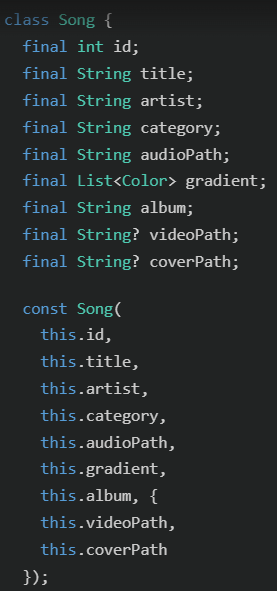 class Song {
  final int id;
  final String title;
  final String artist;
  final String category;
  final String audioPath;
  final List<Color> gradient;
  final String album;
  final String? videoPath;
  final String? coverPath;

  const Song(
    this.id,
    this.title,
    this.artist,
    this.category,
    this.audioPath,
    this.gradient,
    this.album, {
    this.videoPath,
    this.coverPath
  });